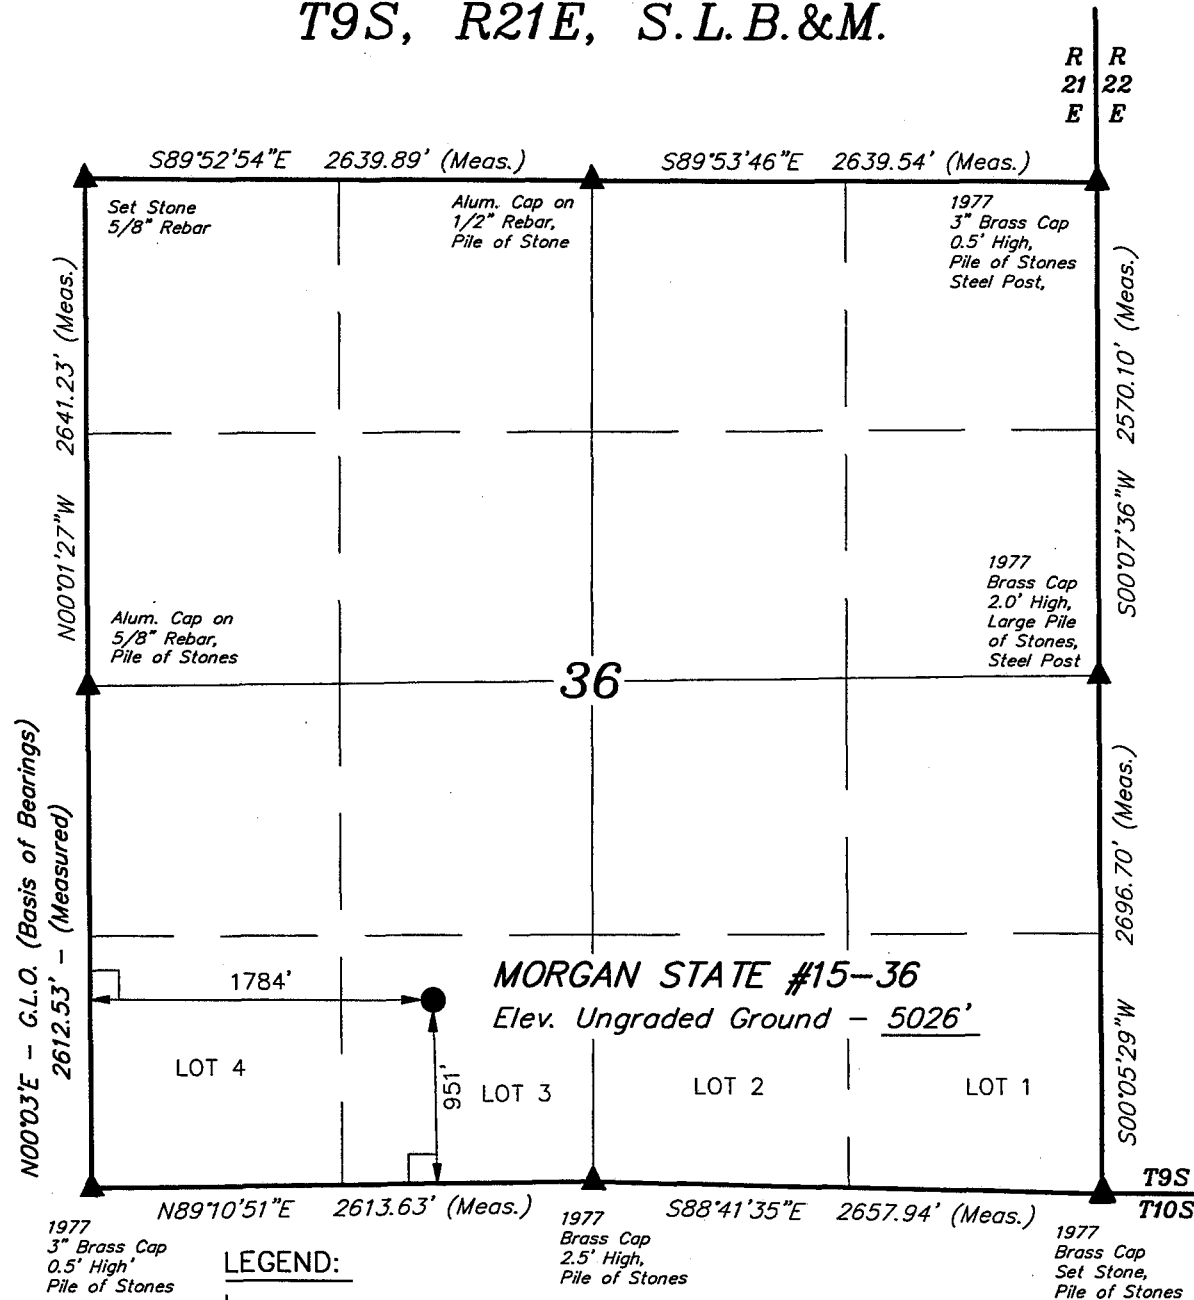 T9S, R21E, S.L.B.&M.
R R
21 22
E E
S89°52'54"E 2639.89' (Meas.)
S89°53'46"E 2639.54' (Meas.)
Set Stone
5/8" Rebar
Alum. Cap on
1/2" Rebar,
Pile of Stone
1977
3" Brass Cap
0.5' High,
Pile of Stones
Steel Post,
N00°01'27"W 2641.23' (Meas.)
S00°07'36"W 2570.10' (Meas.)
Alum. Cap on
5/8" Rebar,
Pile of Stones
1977
Brass Cap
2.0' High,
Large Pile
of Stones,
Steel Post
36
N00°03'E - G.L.O. (Basis of Bearings)
2612.53' - (Measured)
S00°05'29"W 2696.70' (Meas.)
1784'
MORGAN STATE #15-36
Elev. Ungraded Ground - 5026'
951'
LOT 4
LOT 3
LOT 2
LOT 1
T9S
T10S
N89°10'51"E 2613.63' (Meas.)
S88°41'35"E 2657.94' (Meas.)
1977
3" Brass Cap
0.5' High'
Pile of Stones
1977
Brass Cap
2.5' High,
Pile of Stones
1977
Brass Cap
Set Stone,
Pile of Stones
LEGEND: